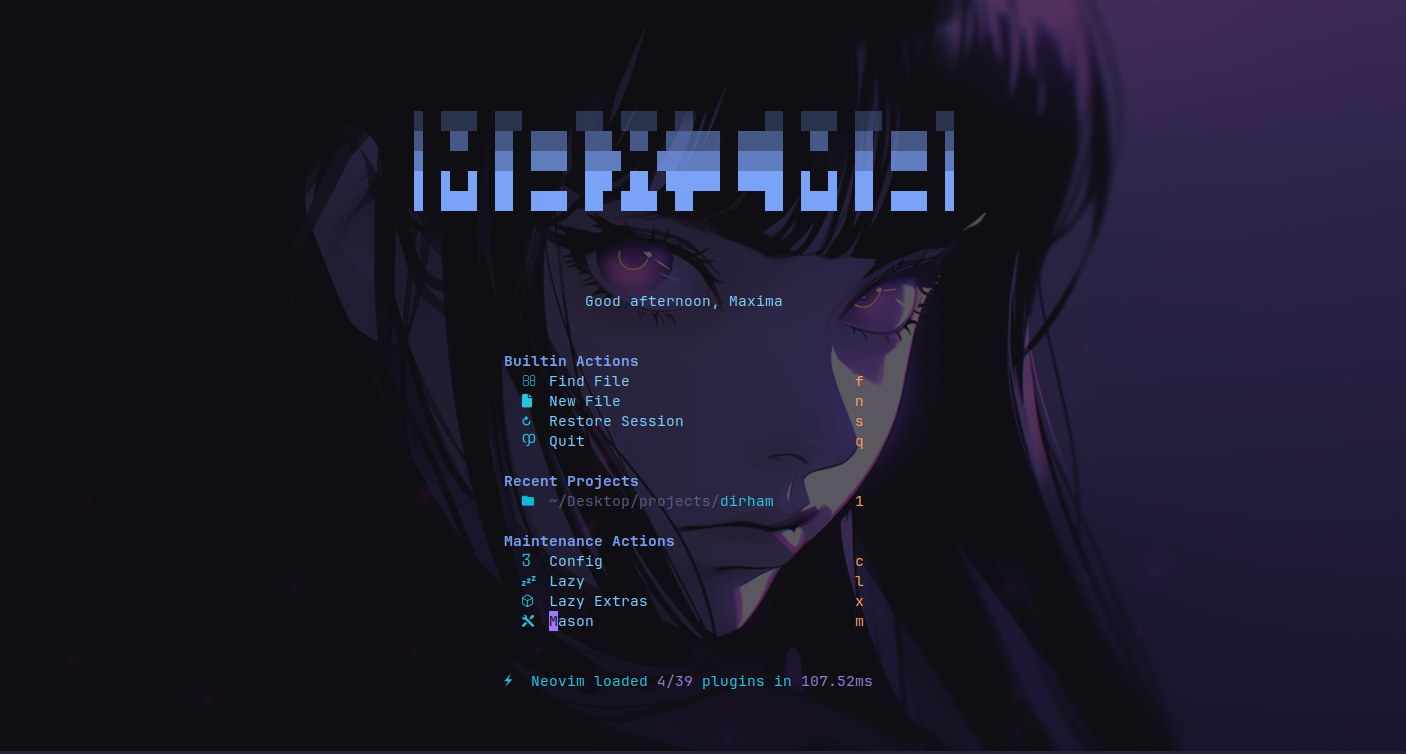 Good afternoon, Maxima
Builtin Actions
Find File f
New File n
Restore Session s
Quit q
Recent Projects
~/Desktop/projects/dirham 1
Maintenance Actions
Config c
Lazy l
Lazy Extras x
Mason m
Neovim loaded 4/39 plugins in 107.52ms